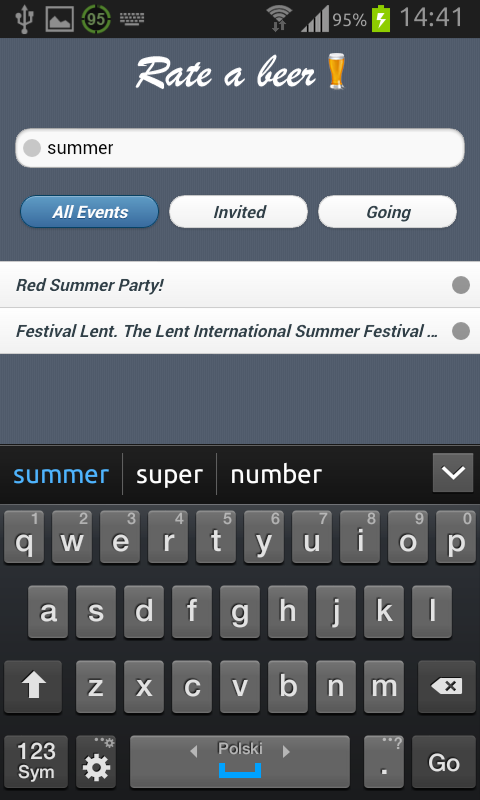 95 95% 14:41
Rate a beer
summer
All Events Invited Going
Red Summer Party!
Festival Lent. The Lent International Summer Festival ...
summer super number
1 2 3 4 5 6 7 8 9 0
q w e r t y u i o p
a s d f g h j k l
z x c v b n m
123 Polski ..?
Sym . Go